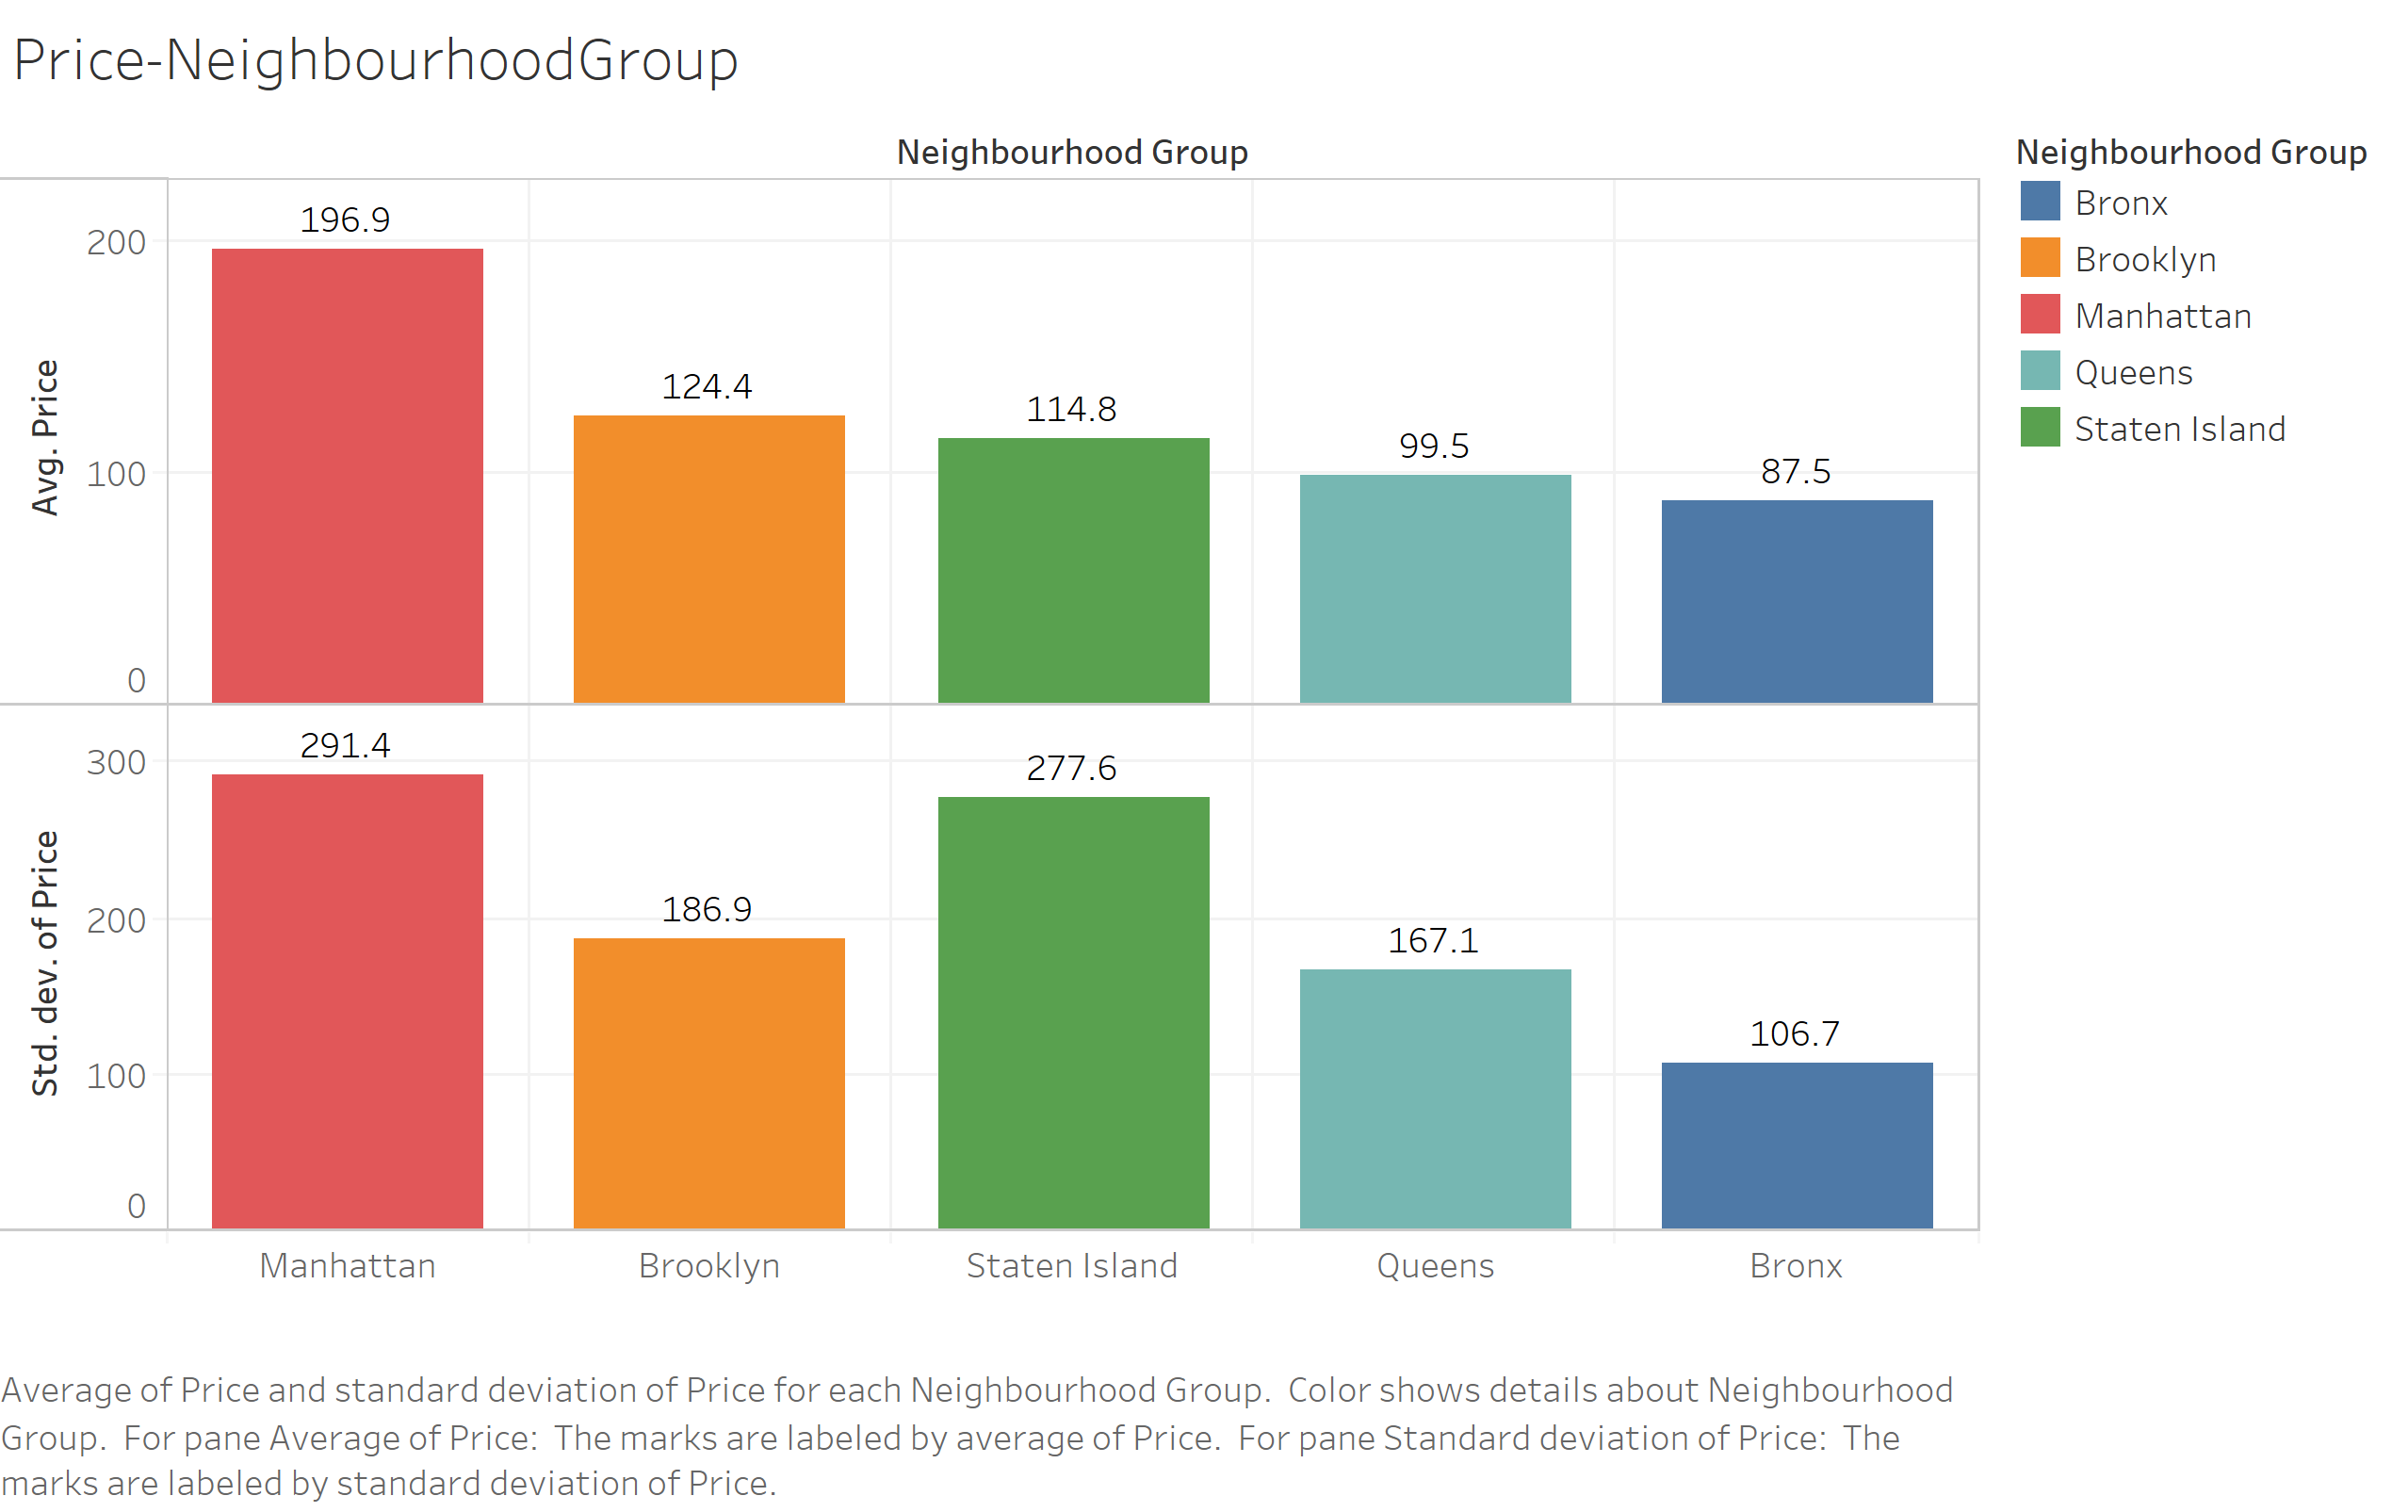 Price-NeighbourhoodGroup
Neighbourhood Group
Neighbourhood Group
Bronx
Brooklyn
Manhattan
Queens
Staten Island
Avg. Price
200
100
0
196.9
124.4
114.8
99.5
87.5
Std. dev. of Price
300
200
100
0
291.4
186.9
277.6
167.1
106.7
Manhattan
Brooklyn
Staten Island
Queens
Bronx
Average of Price and standard deviation of Price for each Neighbourhood Group.  Color shows details about Neighbourhood
Group.  For pane Average of Price:  The marks are labeled by average of Price.  For pane Standard deviation of Price:  The
marks are labeled by standard deviation of Price.